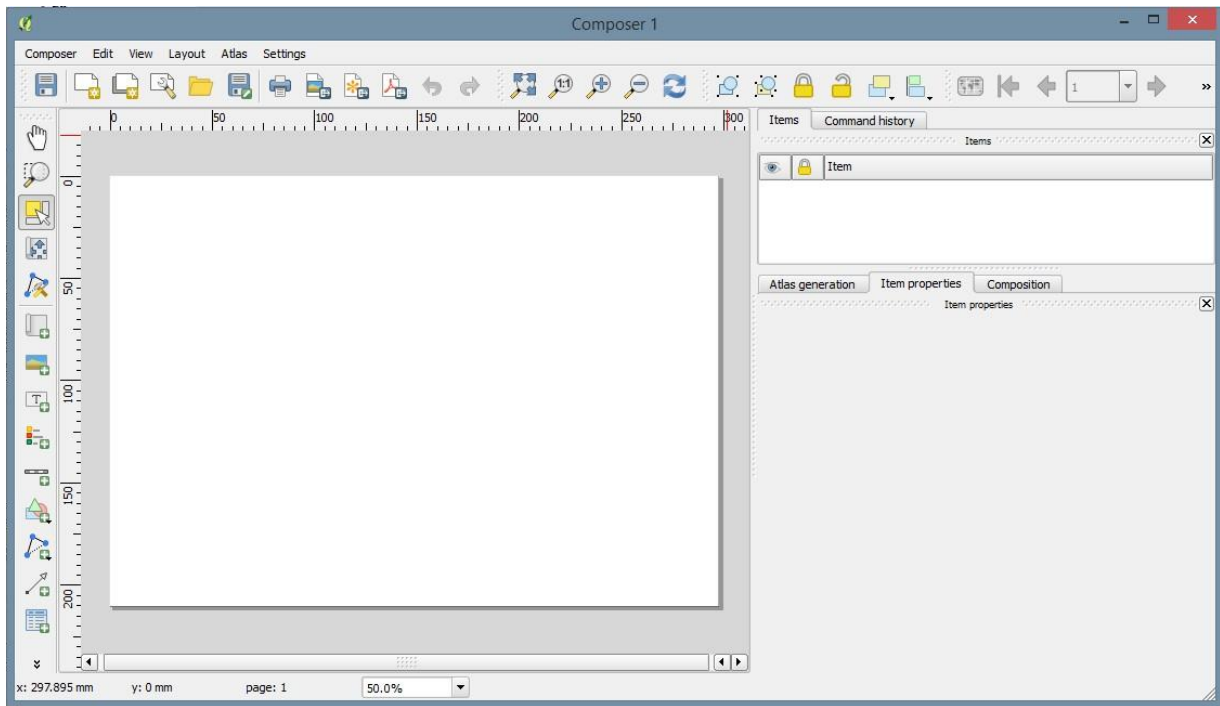 Composer 1
Composer Edit View Layout Atlas Settings
1:1
1
»
0 50 100 150 200 250 300
Items Command history
Items
Item
0
50
100
150
200
Atlas generation Item properties Composition
Item properties
T
x: 297.895 mm y: 0 mm page: 1 50.0%